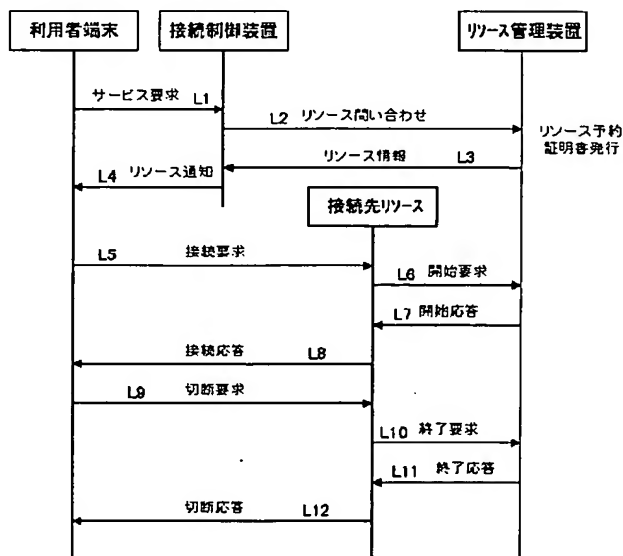 利用者端末
接続制御装置
リソース管理装置
サービス要求 L1
L2 リソース問い合わせ
リソース予約
証明書発行
リソース情報 L3
L4 リソース通知
接続先リソース
L5 接続要求
L6 開始要求
L7 開始応答
接続応答 L8
L9 切断要求
L10 終了要求
L11 終了応答
切断応答 L12